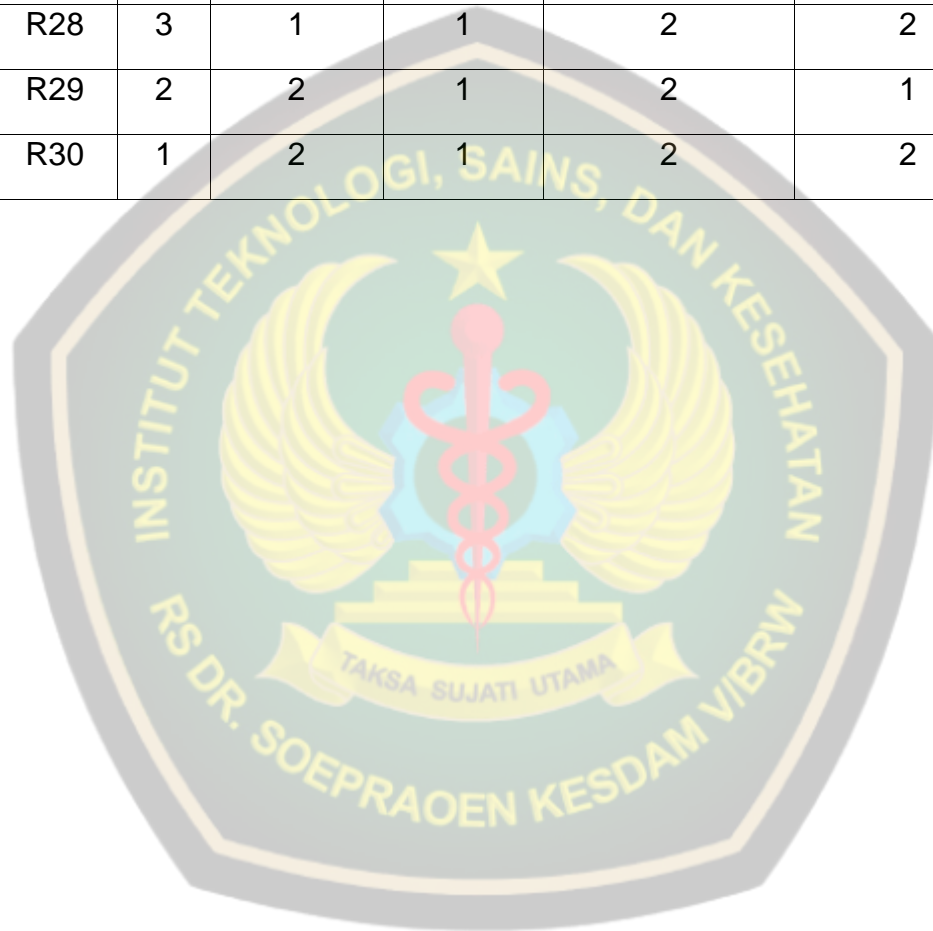 R28 3 1 1 2 2
R29 2 2 1 2 1
R30 1 2 1 2 2
INSTITUT TEKNOLOGI, SAINS, DAN KESEHATAN
TAKSA SUJATI UTAMA
RS DR. SOEPRAOEN KESDAM V/BRW